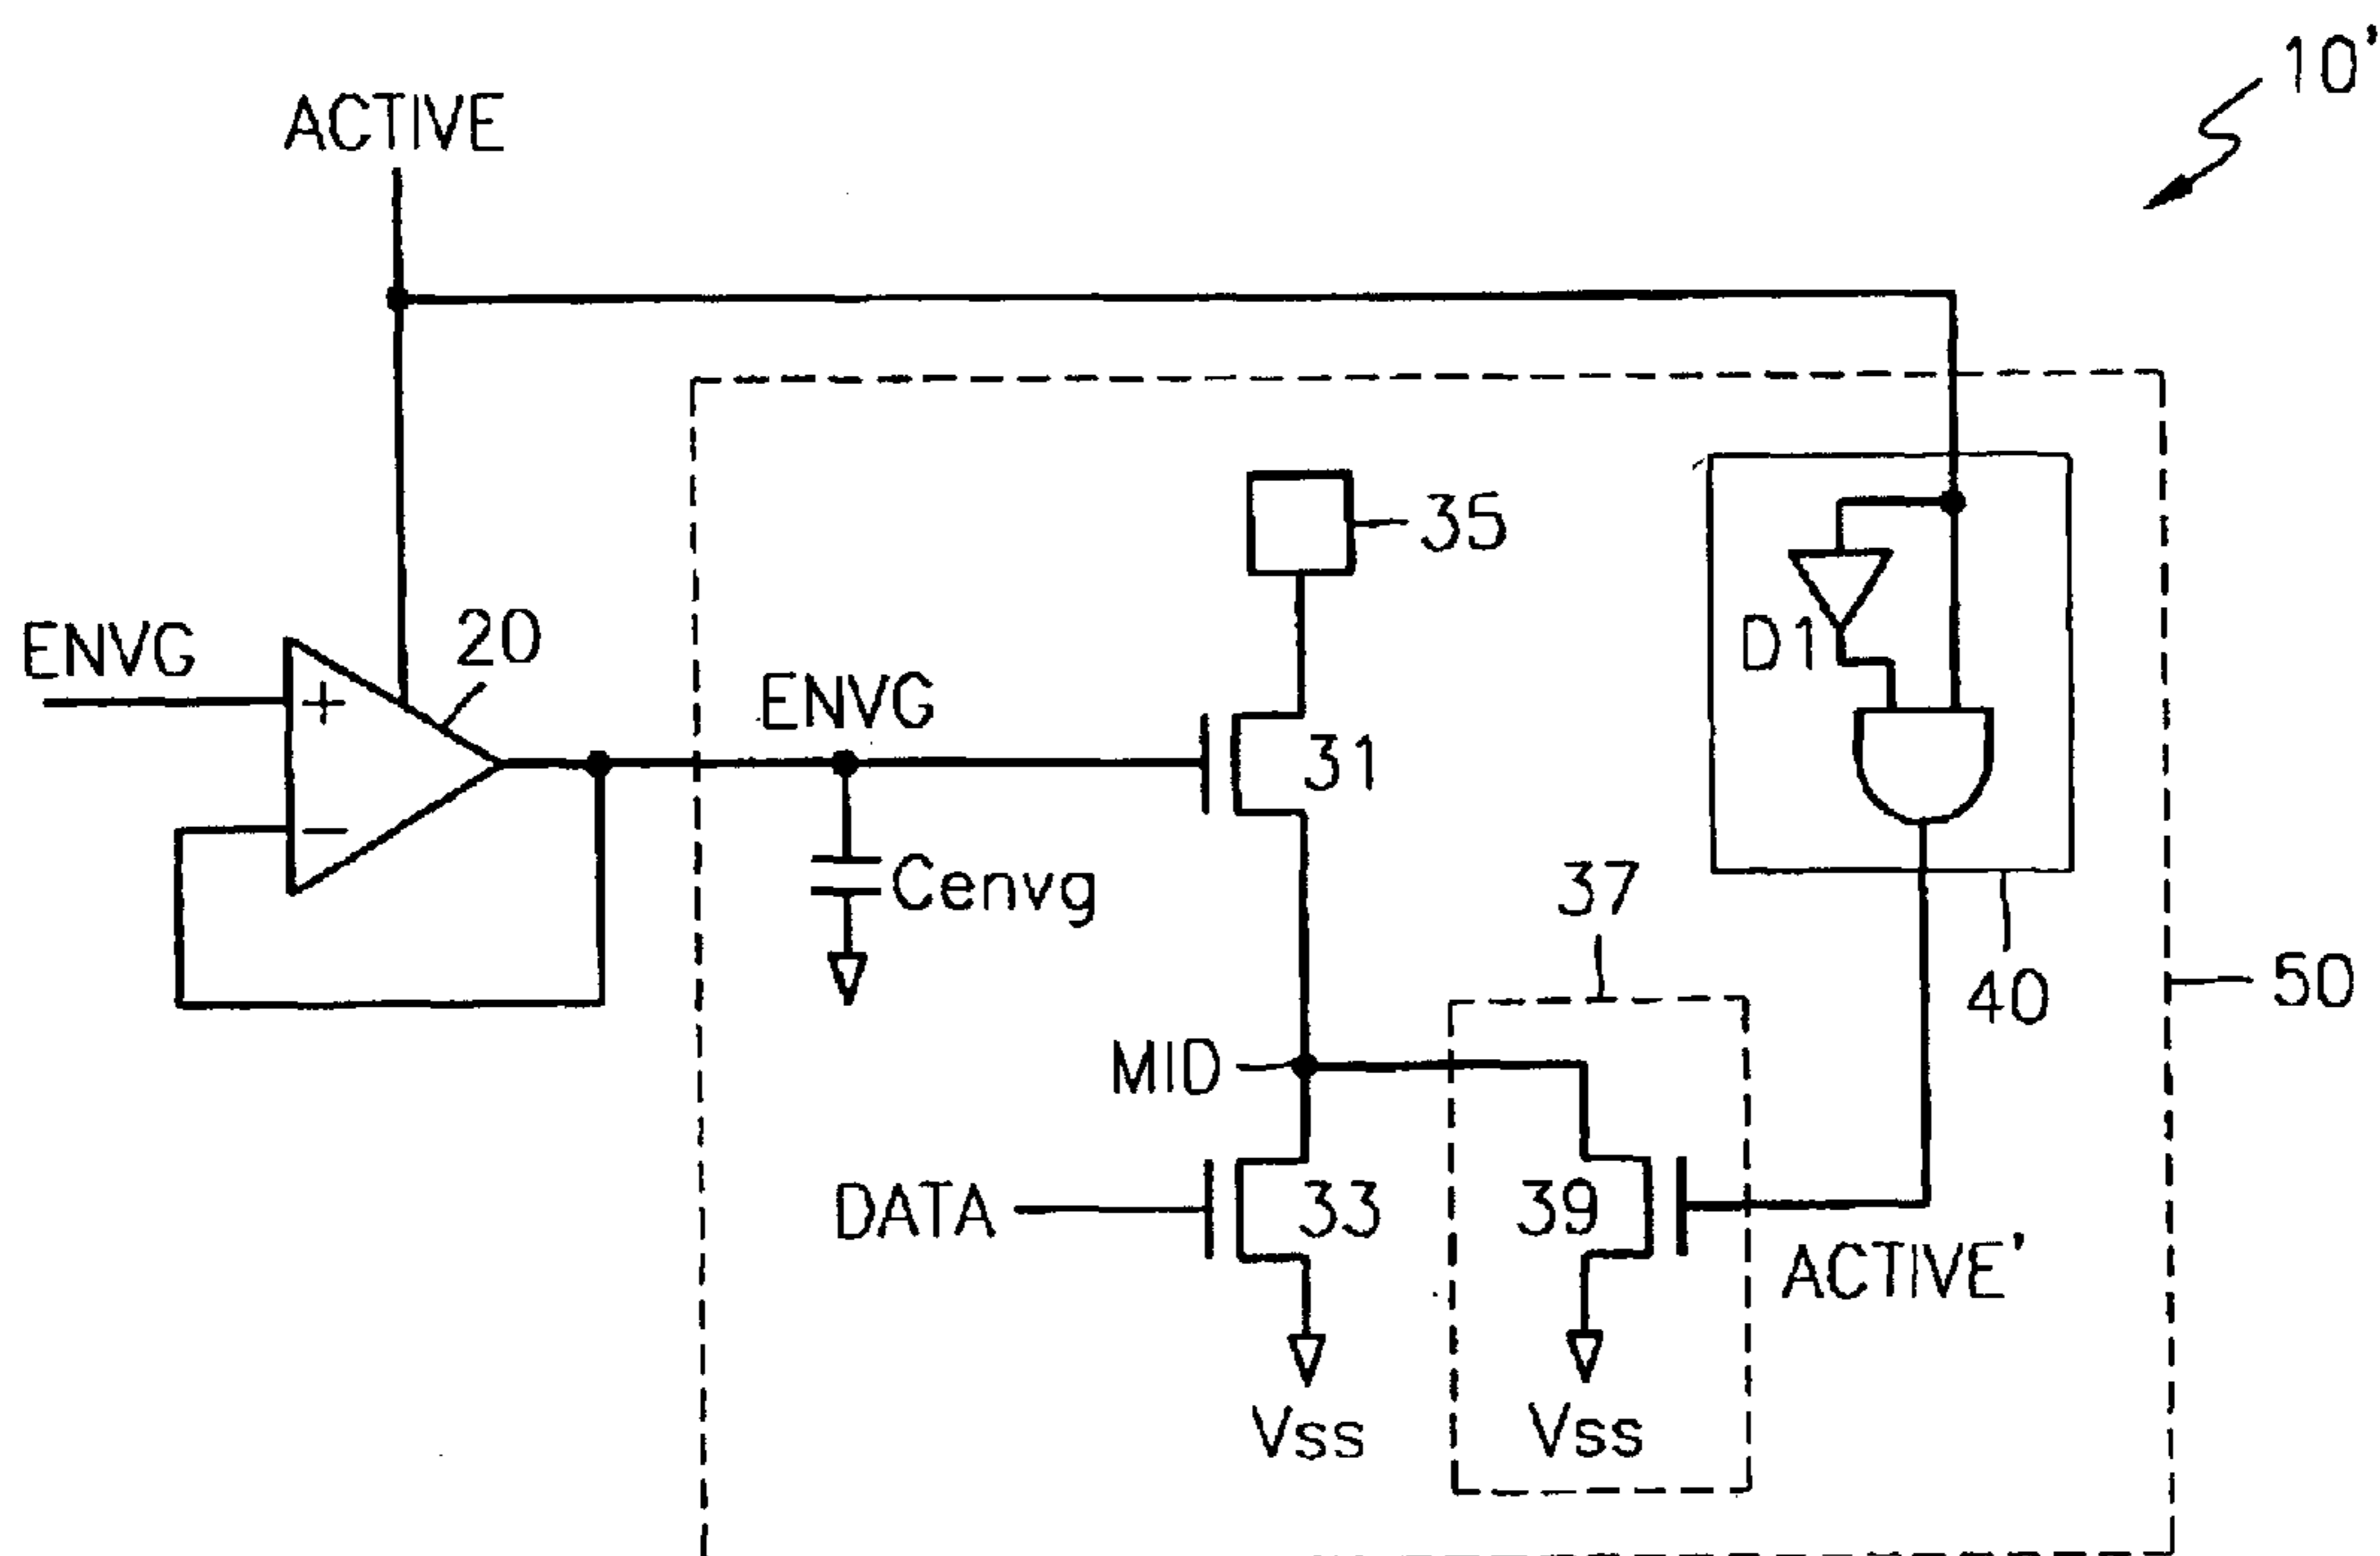 10'
ACTIVE
35
ENVG
20
D1
ENVG
+
31
−
Cenvg
37
40
50
MID
DATA
33
39
ACTIVE'
Vss
Vss